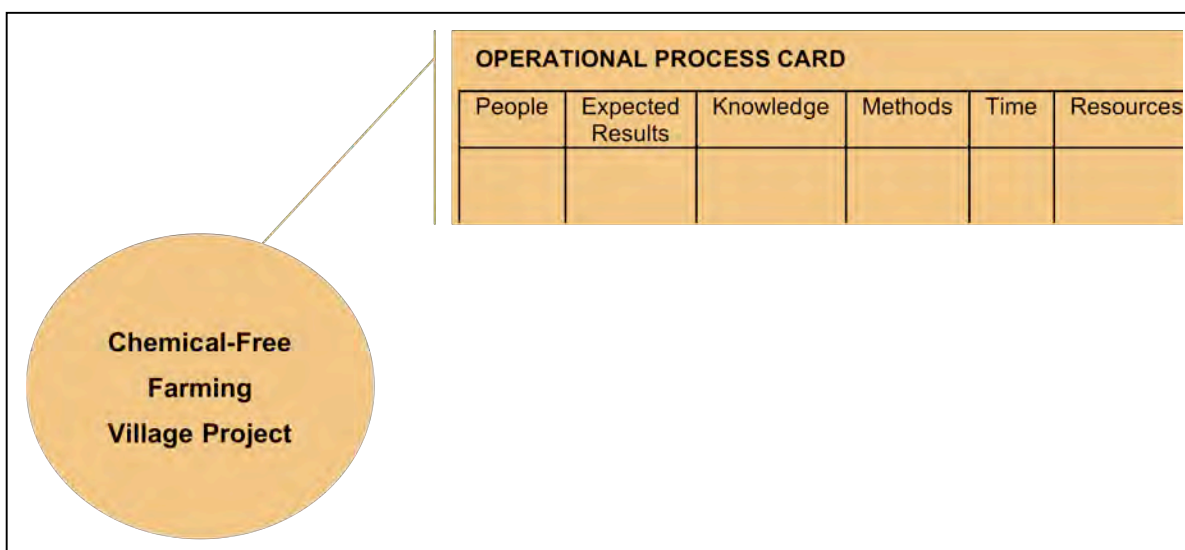 OPERATIONAL PROCESS CARD
People Expected Results Knowledge Methods Time Resources
Chemical-Free
Farming
Village Project